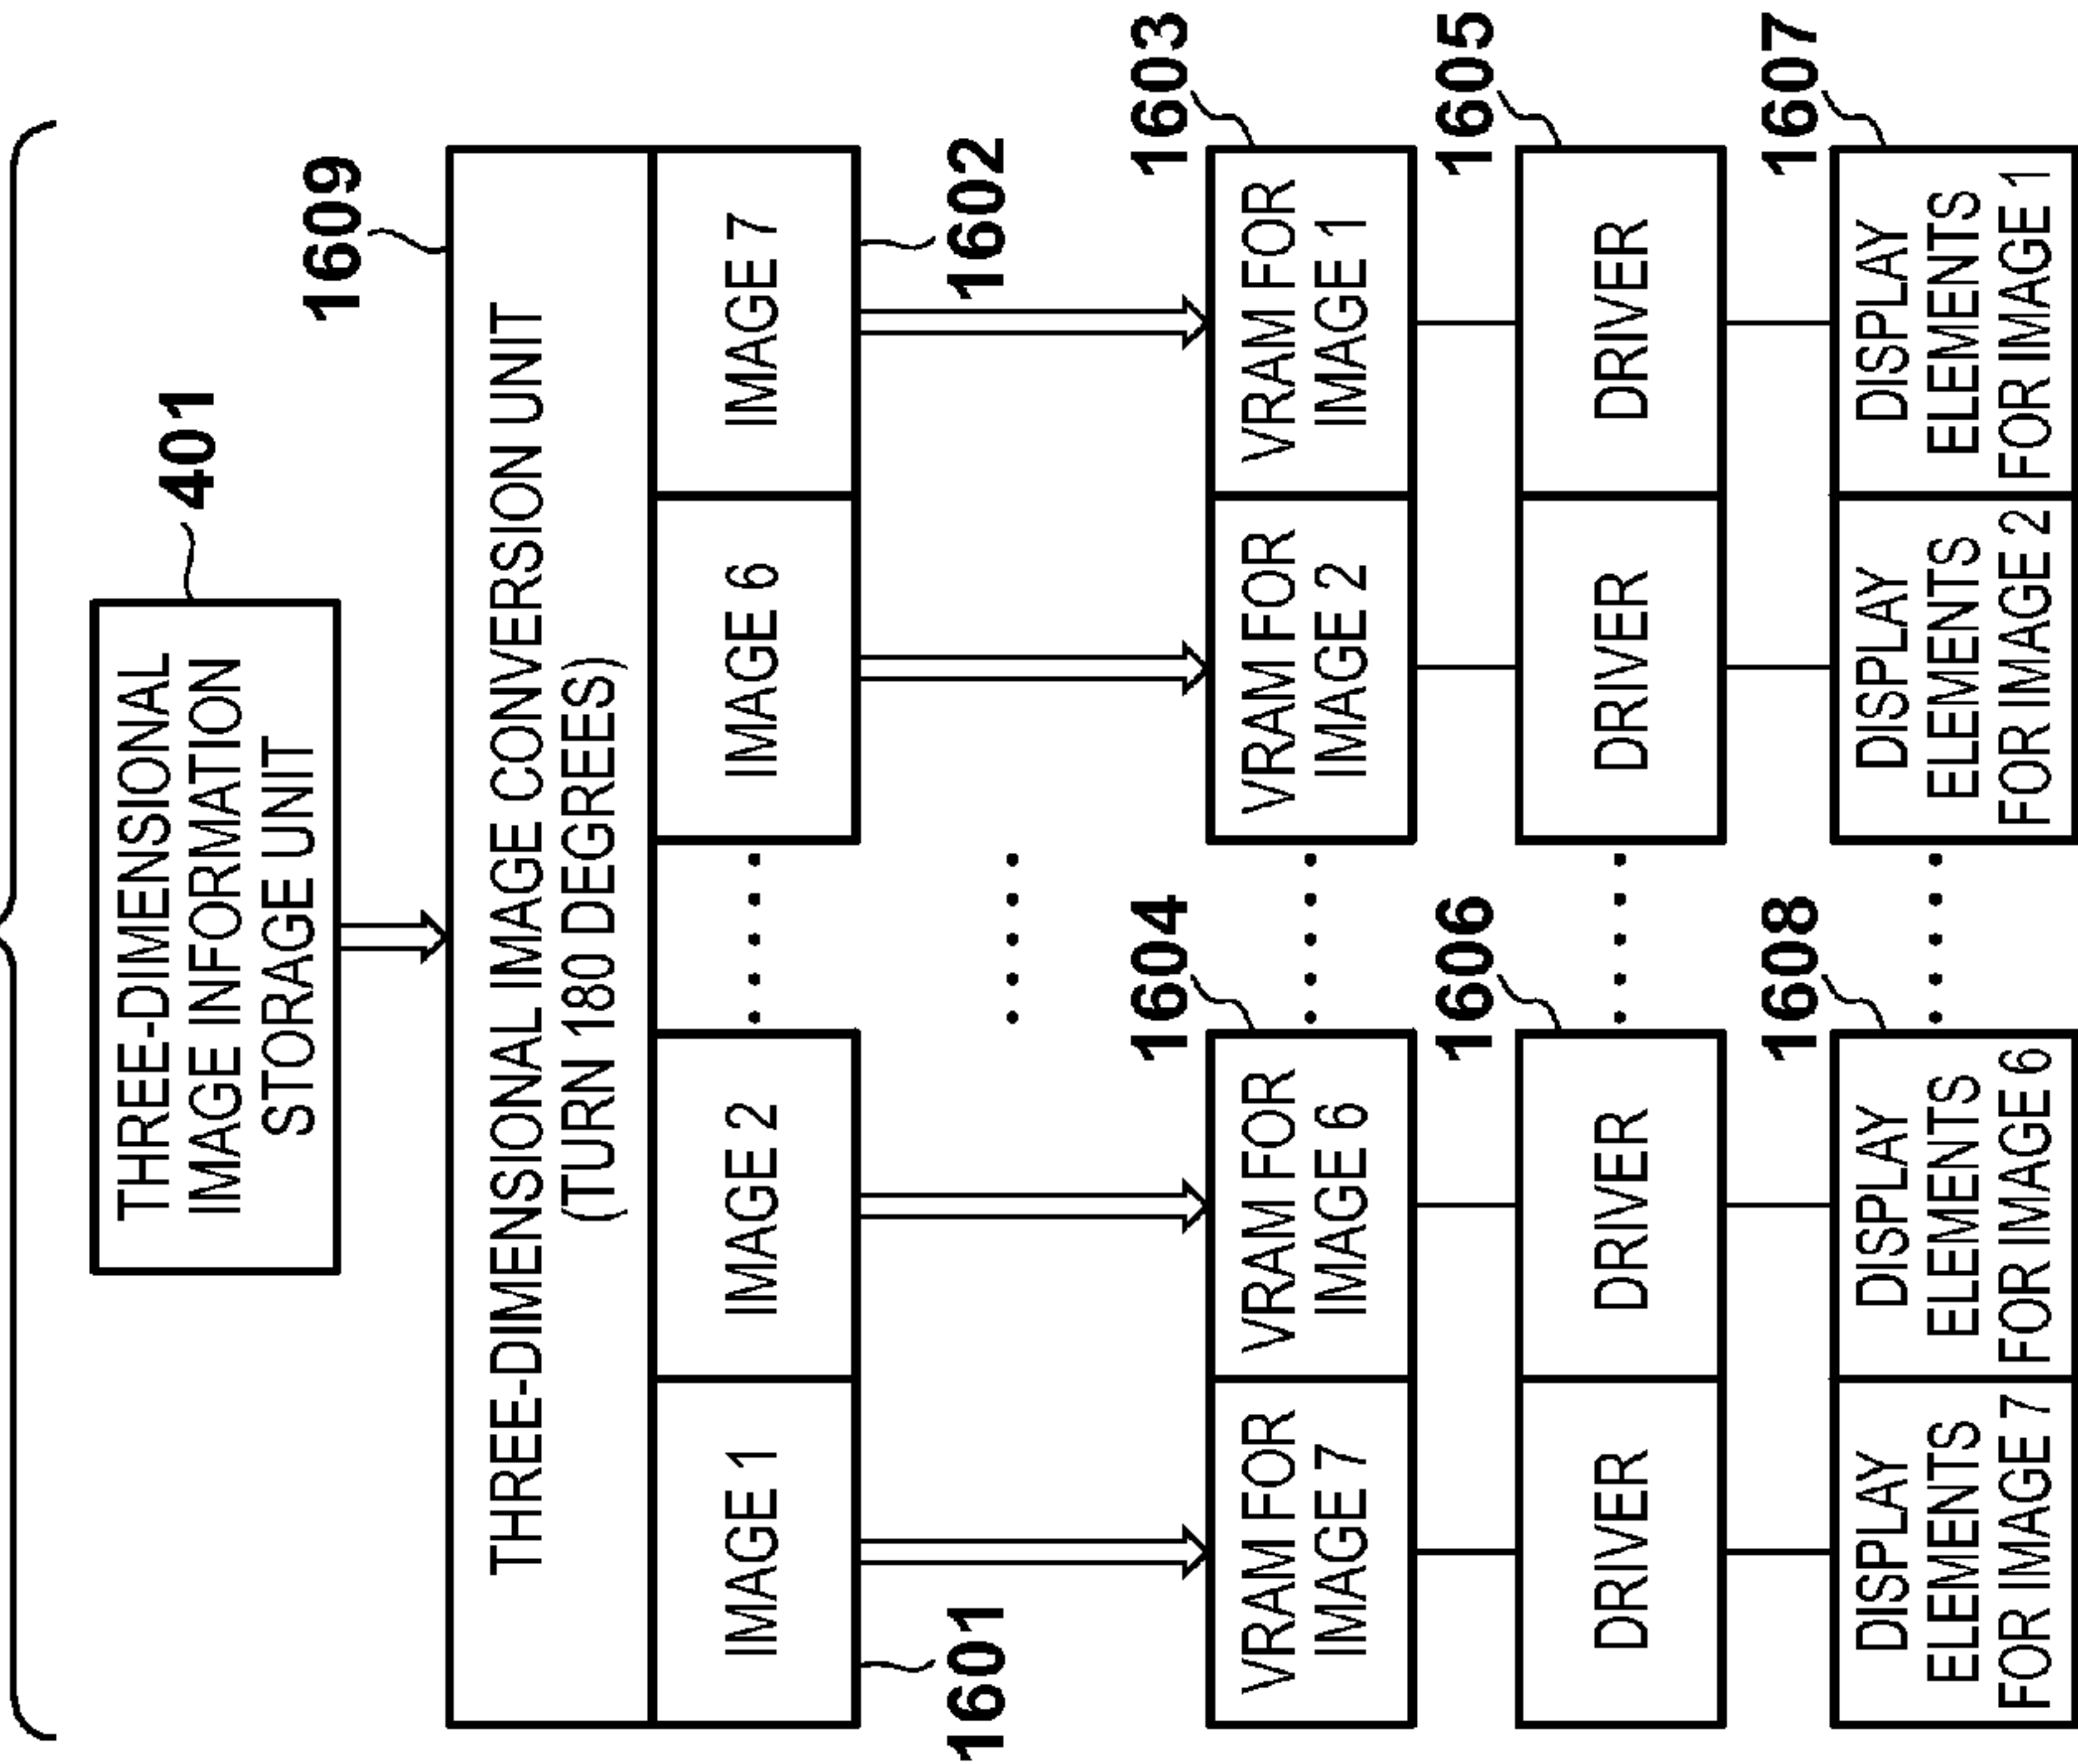 401
THREE-DIMENSIONAL
IMAGE INFORMATION
STORAGE UNIT
1609
THREE-DIMENSIONAL IMAGE CONVERSION UNIT
(TURN 180 DEGREES)
IMAGE 1
IMAGE 2
IMAGE 6
IMAGE 7
1601
1602
1604
1603
VRAM FOR
IMAGE 7
VRAM FOR
IMAGE 6
VRAM FOR
IMAGE 2
VRAM FOR
IMAGE 1
1606
1605
DRIVER
DRIVER
DRIVER
DRIVER
1608
1607
DISPLAY
ELEMENTS
FOR IMAGE 7
DISPLAY
ELEMENTS
FOR IMAGE 6
DISPLAY
ELEMENTS
FOR IMAGE 2
DISPLAY
ELEMENTS
FOR IMAGE 1